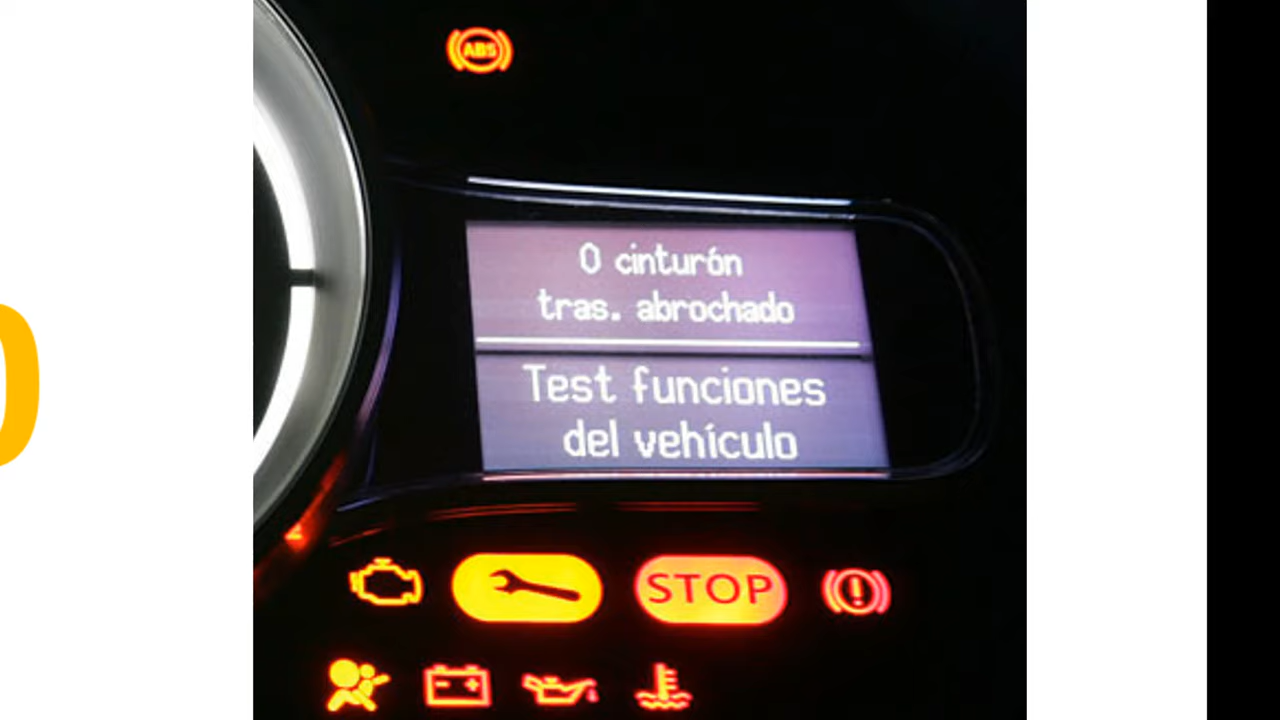 ABS
0 cinturón
tras. abrochado
Test funciones
del vehículo
STOP